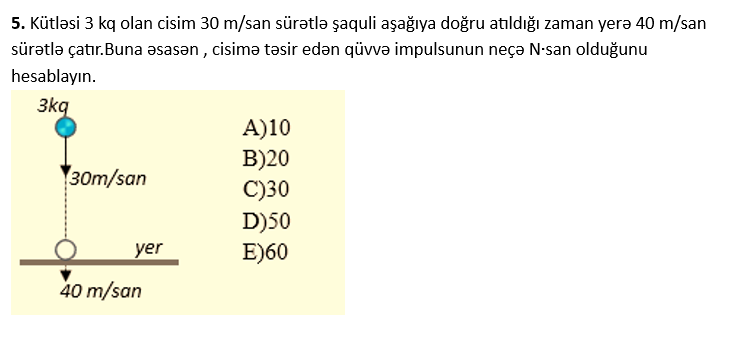 5. Kütləsi 3 kq olan cisim 30 m/san sürətlə şaquli aşağıya doğru atıldığı zaman yerə 40 m/san
sürətlə çatır.Buna əsasən , cisimə təsir edən qüvvə impulsunun neçə N·san olduğunu
hesablayın.
3kq
30m/san
yer
40 m/san
A)10
B)20
C)30
D)50
E)60